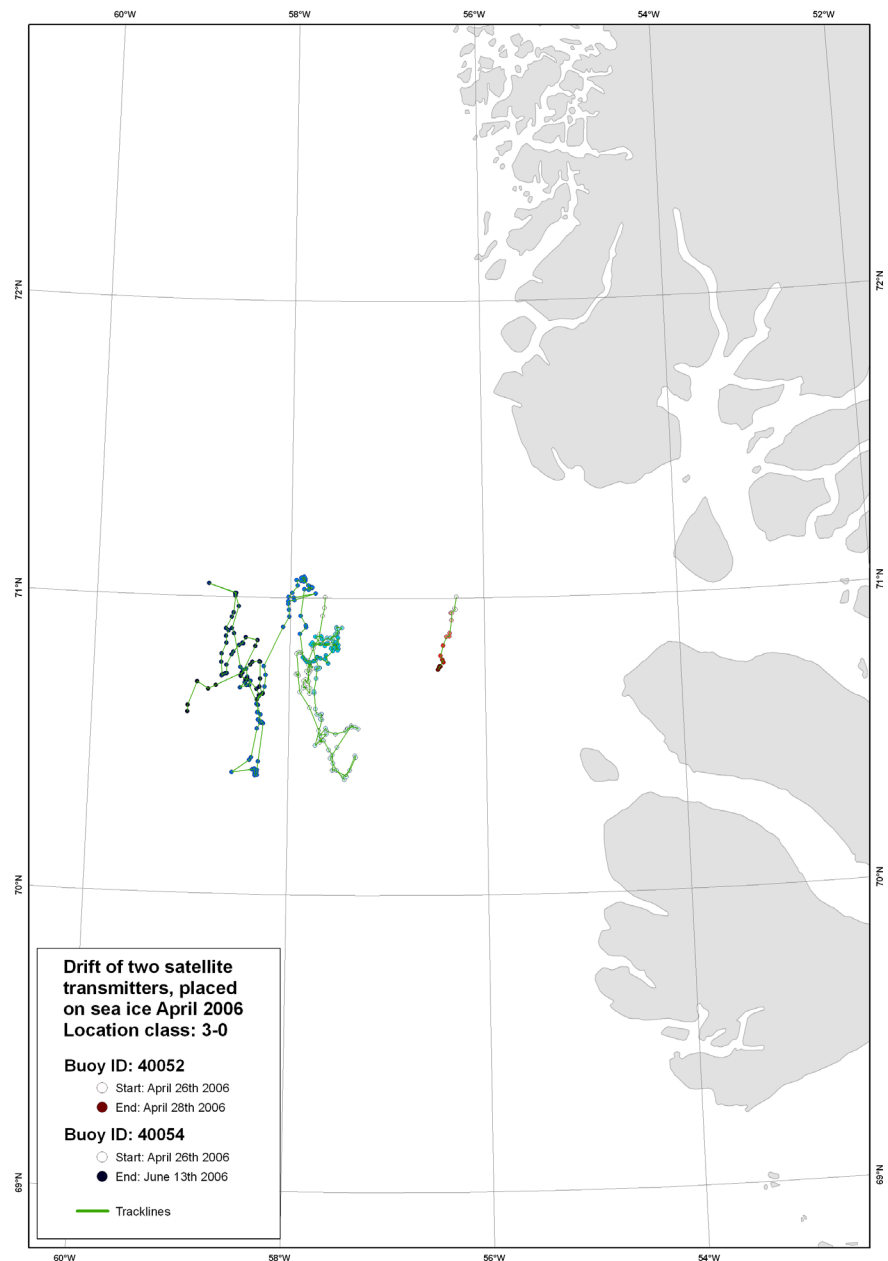 60°W 58°W 56°W 54°W 52°W
72°N 72°N
71°N 71°N
70°N 70°N
69°N 69°N
Drift of two satellite
transmitters, placed
on sea ice April 2006
Location class: 3-0
Buoy ID: 40052
Start: April 26th 2006
End: April 28th 2006
Buoy ID: 40054
Start: April 26th 2006
End: June 13th 2006
Tracklines
60°W 58°W 56°W 54°W